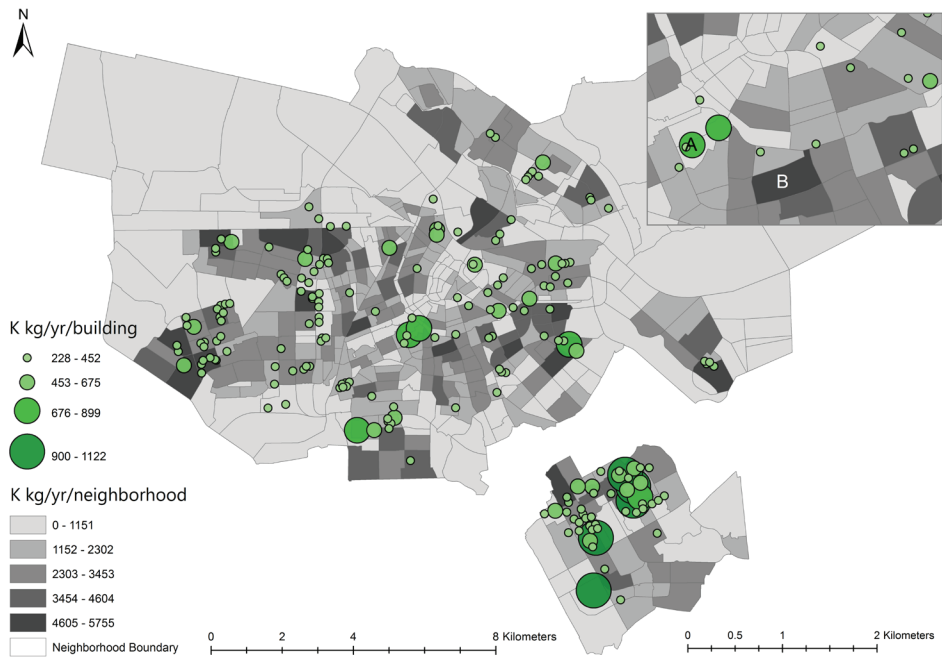 N
A
B
K kg/yr/building
228 - 452
453 - 675
676 - 899
900 - 1122
K kg/yr/neighborhood
0 - 1151
1152 - 2302
2303 - 3453
3454 - 4604
4605 - 5755
Neighborhood Boundary
0 2 4 8 Kilometers
0 0.5 1 2 Kilometers